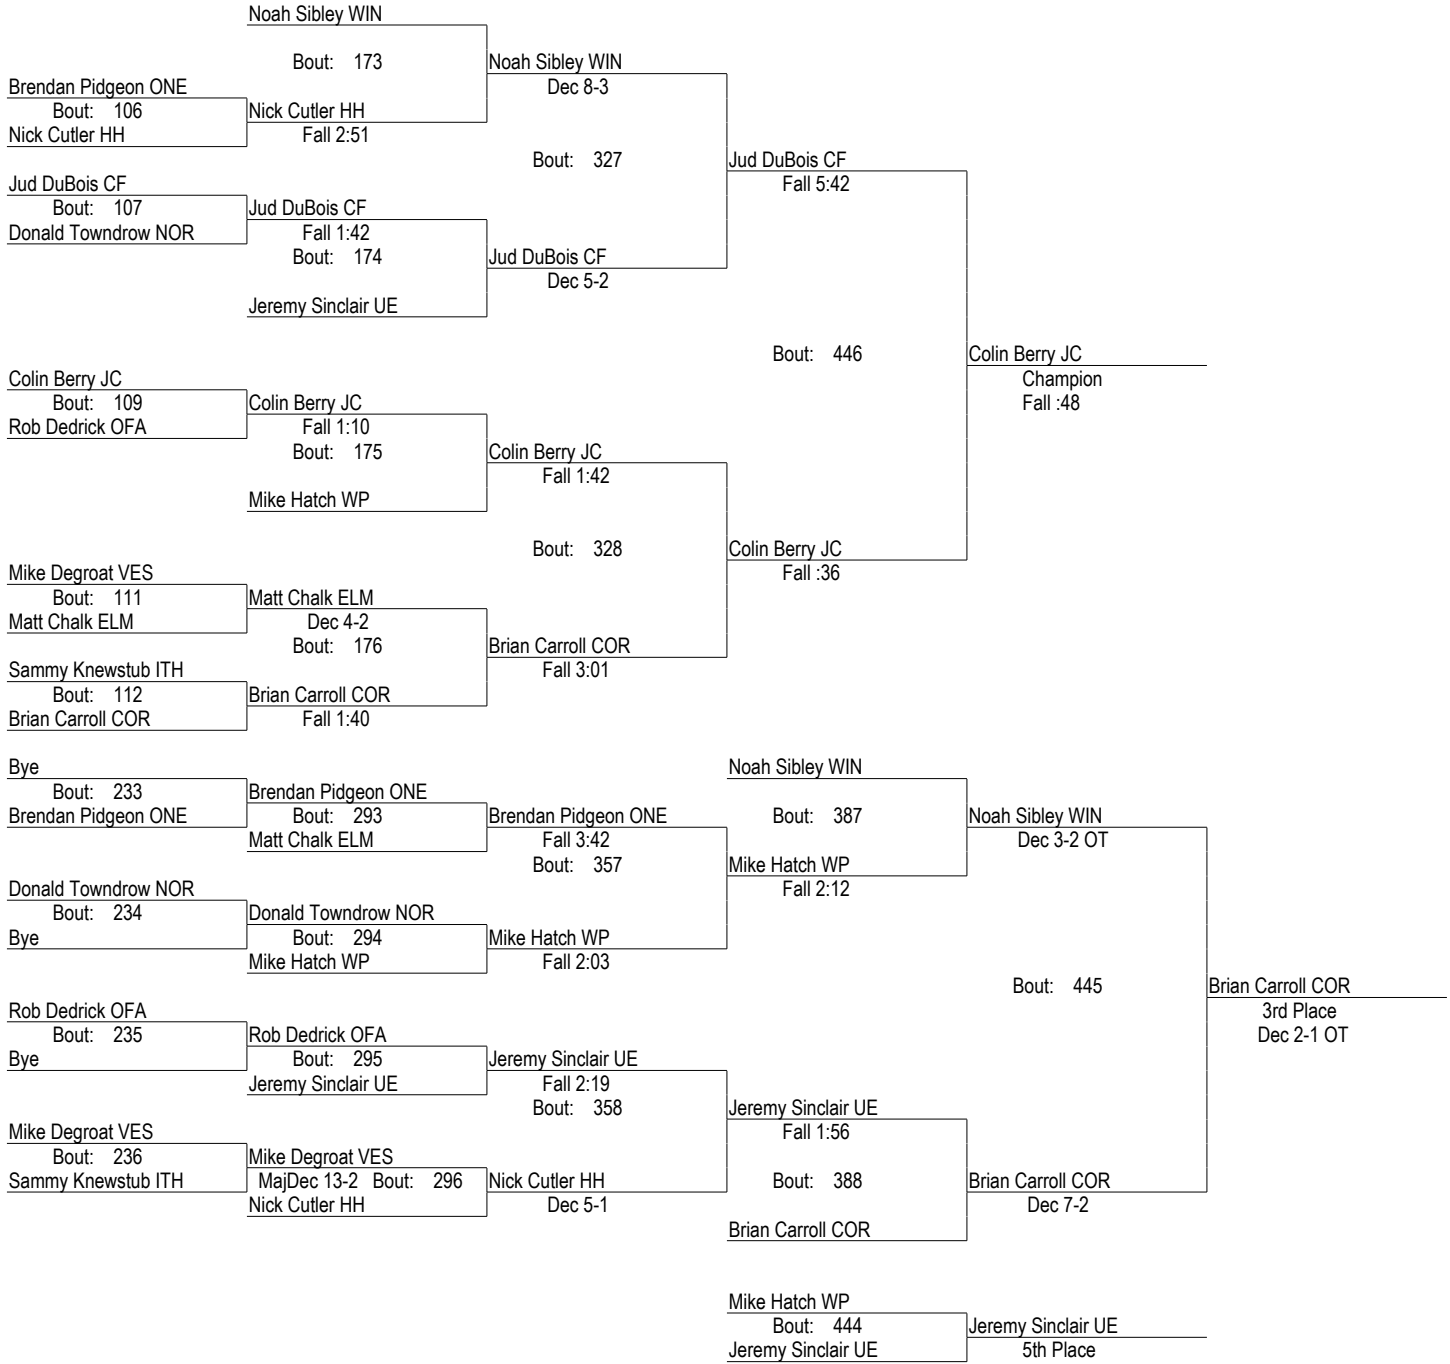 Noah Sibley WIN
Bout: 173
Noah Sibley WIN
Brendan Pidgeon ONE
Dec 8-3
Bout: 106
Nick Cutler HH
Nick Cutler HH
Fall 2:51
Bout: 327
Jud DuBois CF
Jud DuBois CF
Fall 5:42
Bout: 107
Jud DuBois CF
Donald Towndrow NOR
Fall 1:42
Bout: 174
Jud DuBois CF
Dec 5-2
Jeremy Sinclair UE
Bout: 446
Colin Berry JC
Colin Berry JC
Champion
Bout: 109
Colin Berry JC
Fall :48
Rob Dedrick OFA
Fall 1:10
Bout: 175
Colin Berry JC
Fall 1:42
Mike Hatch WP
Bout: 328
Colin Berry JC
Mike Degroat VES
Fall :36
Bout: 111
Matt Chalk ELM
Matt Chalk ELM
Dec 4-2
Bout: 176
Brian Carroll COR
Sammy Knewstub ITH
Fall 3:01
Bout: 112
Brian Carroll COR
Brian Carroll COR
Fall 1:40
Bye
Noah Sibley WIN
Bout: 233
Brendan Pidgeon ONE
Brendan Pidgeon ONE
Bout: 293
Brendan Pidgeon ONE
Bout: 387
Noah Sibley WIN
Matt Chalk ELM
Fall 3:42
Dec 3-2 OT
Bout: 357
Mike Hatch WP
Donald Towndrow NOR
Fall 2:12
Bout: 234
Donald Towndrow NOR
Bye
Bout: 294
Mike Hatch WP
Mike Hatch WP
Fall 2:03
Bout: 445
Brian Carroll COR
Rob Dedrick OFA
3rd Place
Bout: 235
Rob Dedrick OFA
Dec 2-1 OT
Bye
Bout: 295
Jeremy Sinclair UE
Jeremy Sinclair UE
Fall 2:19
Bout: 358
Jeremy Sinclair UE
Mike Degroat VES
Fall 1:56
Bout: 236
Mike Degroat VES
Sammy Knewstub ITH
MajDec 13-2 Bout: 296
Nick Cutler HH
Bout: 388
Brian Carroll COR
Nick Cutler HH
Dec 5-1
Dec 7-2
Brian Carroll COR
Mike Hatch WP
Bout: 444
Jeremy Sinclair UE
Jeremy Sinclair UE
5th Place